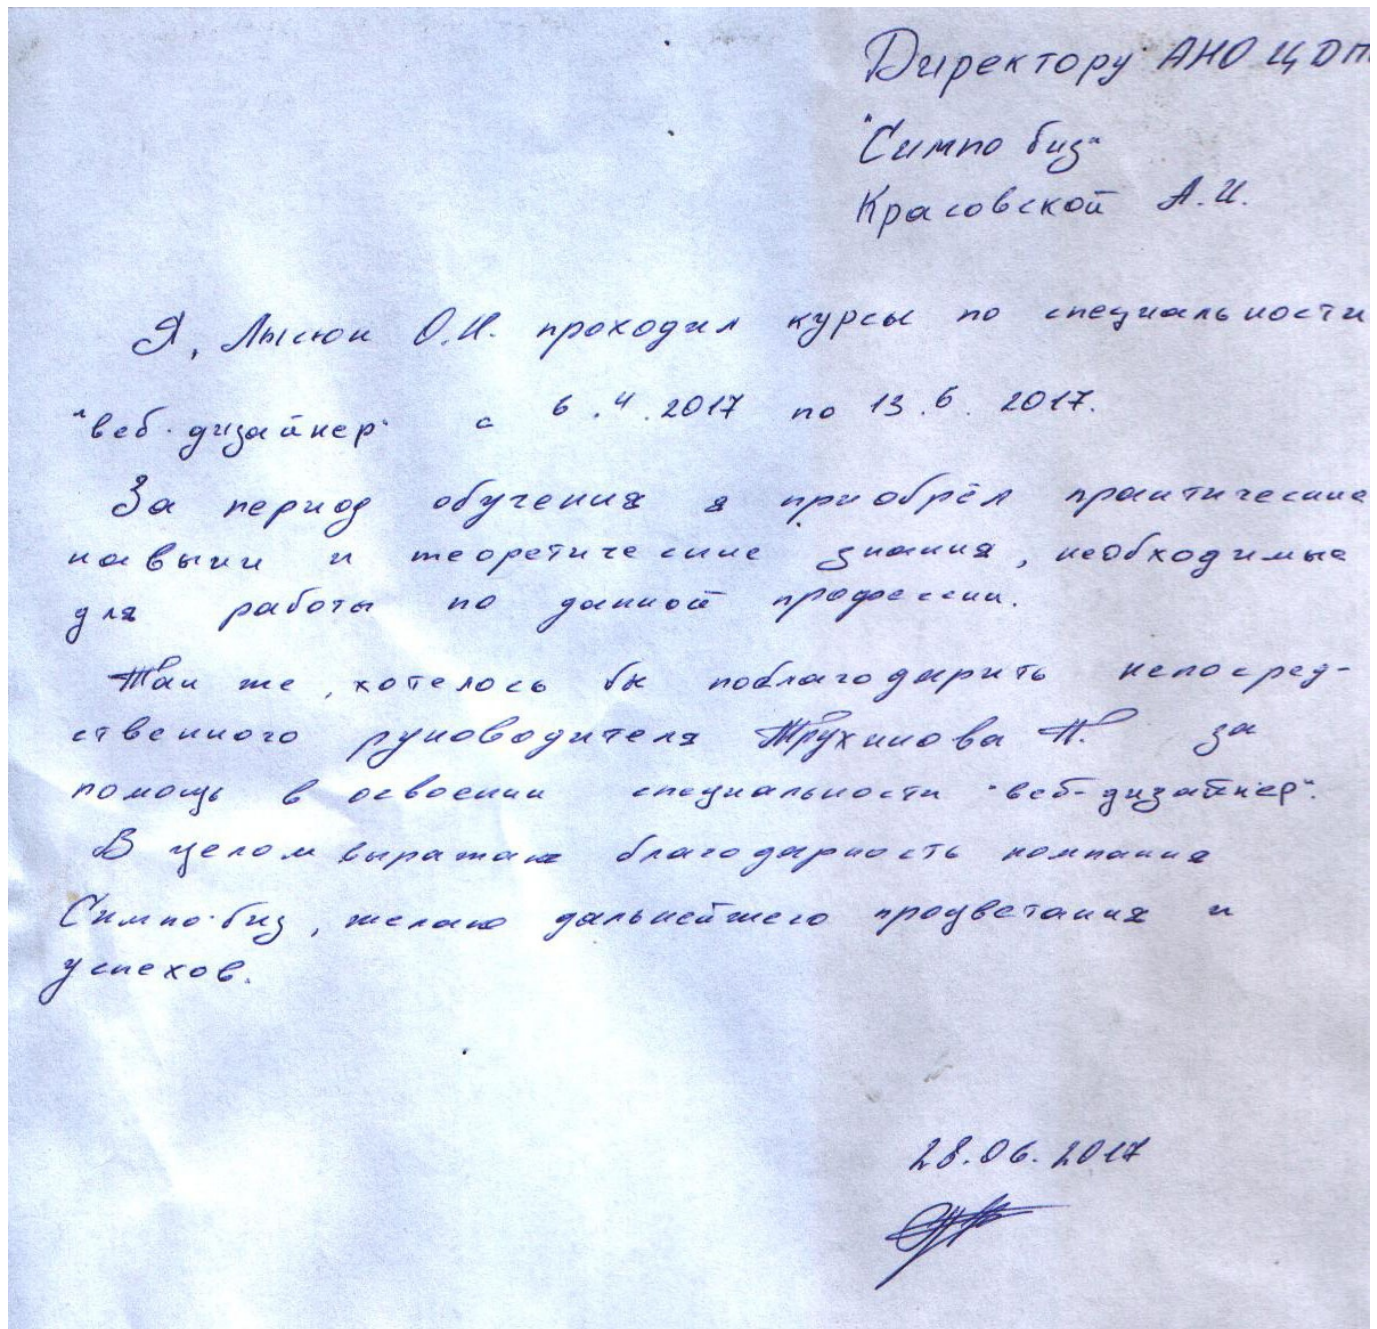 Директору АНО ЦДП
"Симпо биз"
Красовской А.И.
Я, Лысюк О.И. проходил курсы по специальности
"веб-дизайнер" с 6.4.2017 по 13.6.2017.
За период обучения я приобрёл практические
навыки и теоретические знания, необходимые
для работы по данной профессии.
Так же, хотелось бы поблагодарить непосред-
ственного руководителя Трухинова П. за
помощь в освоении специальности "веб-дизайнер".
В целом выражаю благодарность компания
Симпо-биз, желаю дальнейшего процветания и
успехов.
28.06.2017